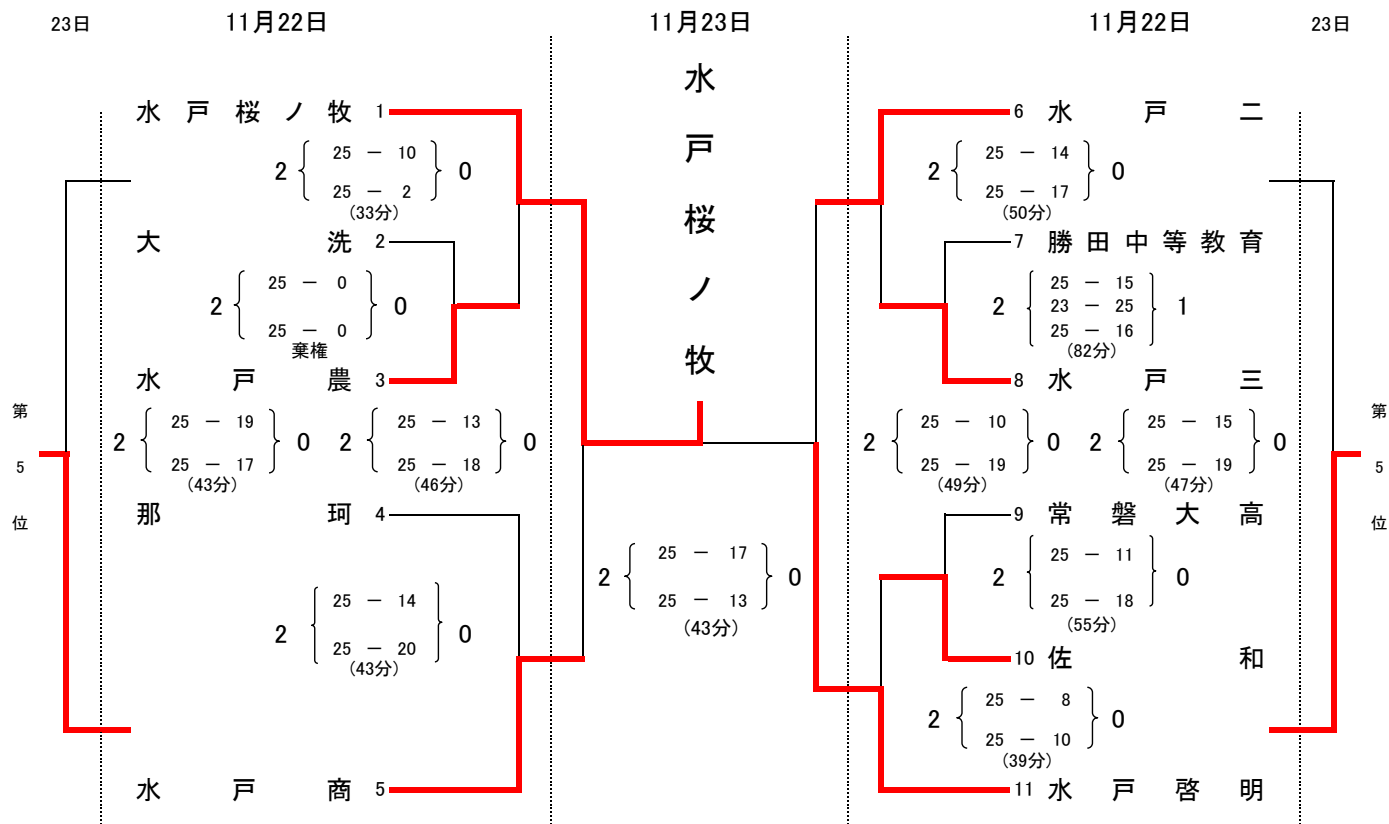 23日 11月22日 11月23日 11月22日 23日
水戸桜ノ牧
水戸桜ノ牧 1
2 25 － 10 0
25 － 2
(33分)
大洗 2
2 25 － 0 0
25 － 0
棄権
水戸農 3
第5位
2 25 － 19 0
25 － 17
(43分)
2 25 － 13 0
25 － 18
(46分)
那珂 4
2 25 － 14 0
25 － 20
(43分)
水戸商 5
2 25 － 17 0
25 － 13
(43分)
6 水戸二
2 25 － 14 0
25 － 17
(50分)
7 勝田中等教育
2 25 － 15 1
23 － 25
25 － 16
(82分)
8 水戸三
2 25 － 10 0
25 － 19
(49分)
2 25 － 15 0
25 － 19
(47分)
第5位
9 常磐大高
2 25 － 11 0
25 － 18
(55分)
10 佐和
2 25 － 8 0
25 － 10
(39分)
11 水戸啓明